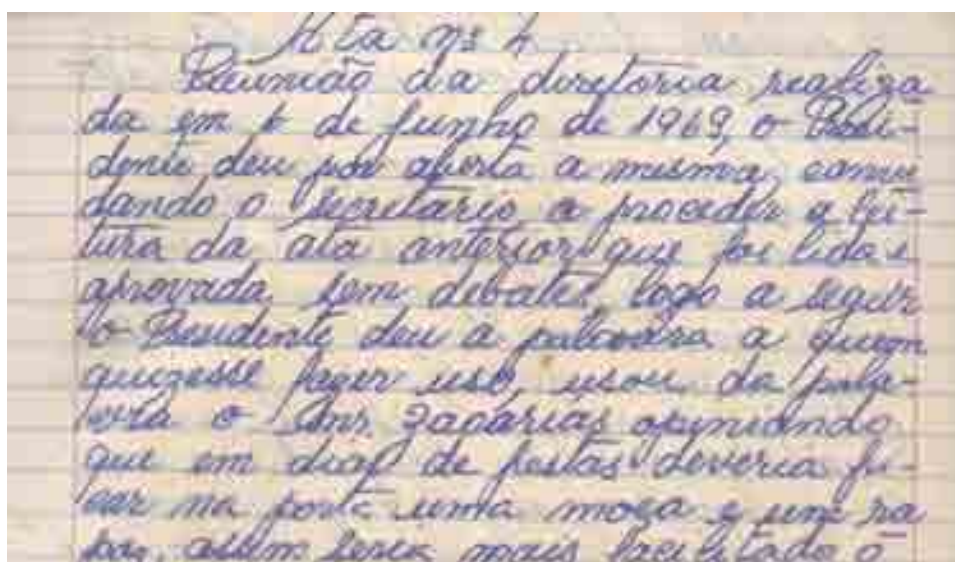 Ata nº 4
Reunião da diretoria realiza
da em de Junho de 1969, o Presi-
dente deu por aberta a mesma, convi
dando o secretario a proceder a lei-
tura da ata anterior que foi lida e
aprovada, sem debates, logo a seguir
o Presidente deu a palavra a quem
quizesse fazer uso, usou da pala-
vra o Snr. Zacarias opiniando
que em dias de festas deveria fi-
car na porta uma moça e um ra
paz, assim seria mais facilitado o